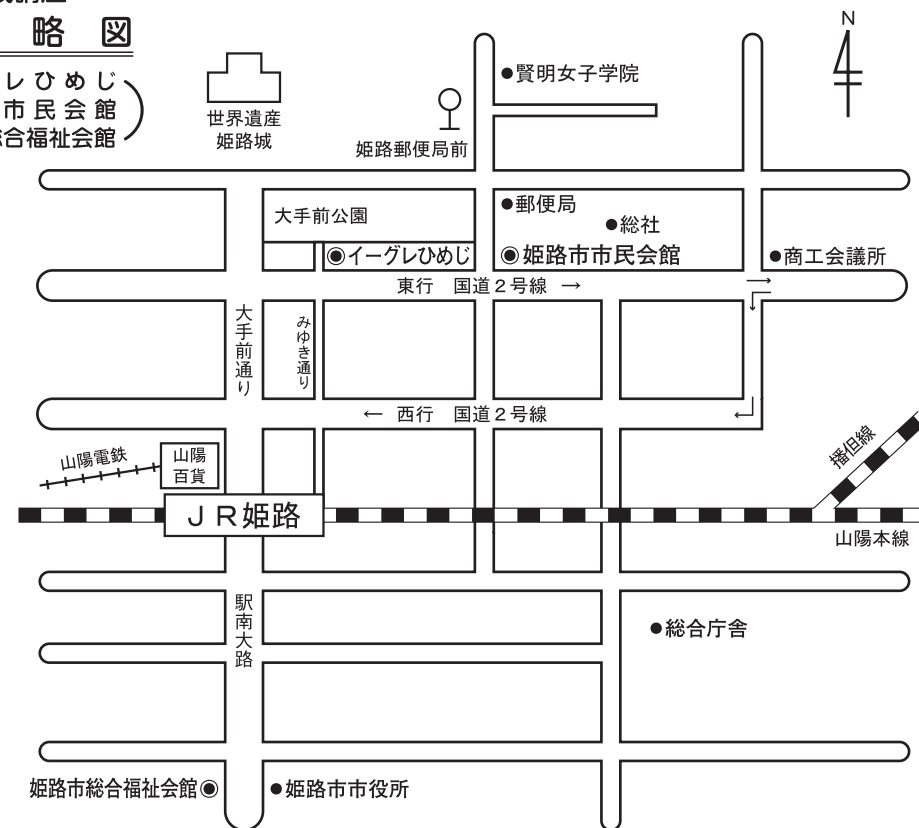 略 図
レひめじ
市民会館
総合福祉会館
N
世界遺産
姫路城
姫路郵便局前
●賢明女子学院
大手前公園
●郵便局
●総社
◉イーグレひめじ
◉姫路市市民会館
●商工会議所
東行 国道2号線 →
大手前通り
みゆき通り
← 西行 国道2号線
山陽電鉄
山陽
百貨
播但線
JR姫路
山陽本線
駅南大路
●総合庁舎
姫路市総合福祉会館◉
●姫路市市役所